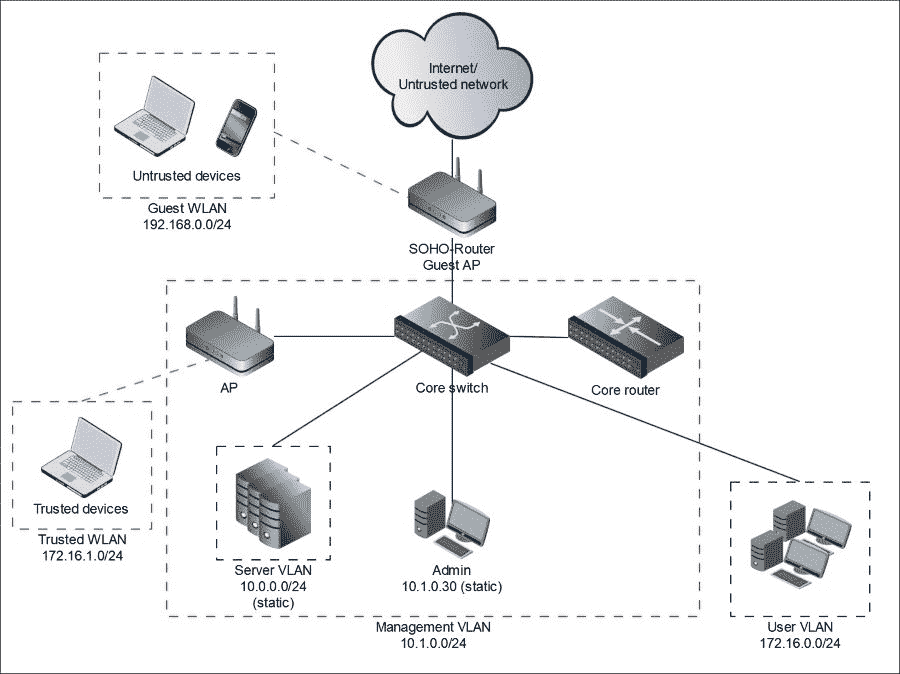 Internet/
Untrusted network
Untrusted devices
Guest WLAN
192.168.0.0/24
SOHO-Router
Guest AP
AP
Core switch
Core router
Trusted devices
Trusted WLAN
172.16.1.0/24
Server VLAN
10.0.0.0/24
(static)
Admin
10.1.0.30 (static)
Management VLAN
10.1.0.0/24
User VLAN
172.16.0.0/24